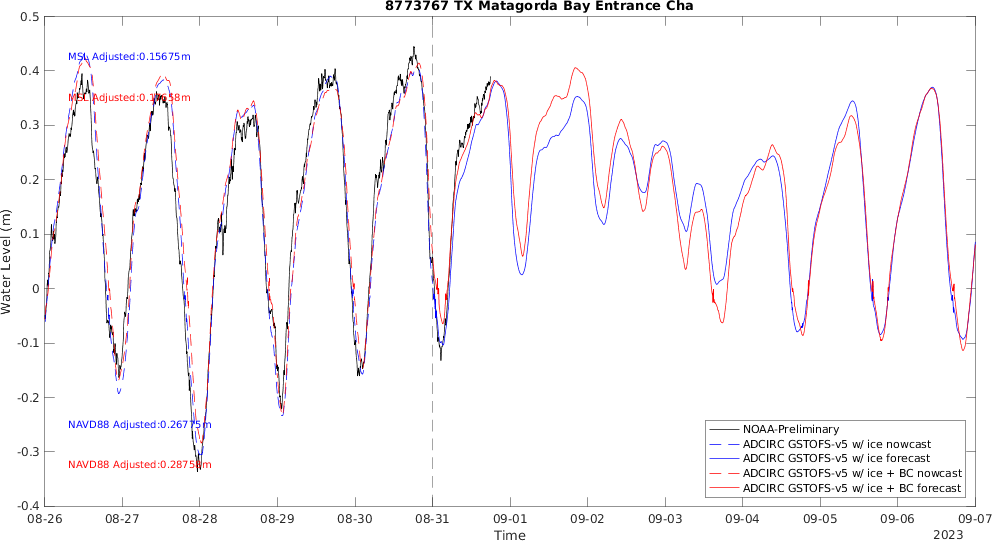 8773767 TX Matagorda Bay Entrance Cha
Water Level (m)
0.5
0.4
0.3
0.2
0.1
0
-0.1
-0.2
-0.3
-0.4
MSL Adjusted:0.15675m
MSL
NAVD88 Adjusted:0.26775m
NAVD88
NOAA-Preliminary
ADCIRC GSTOFS-v5 w/ ice nowcast
ADCIRC GSTOFS-v5 w/ ice forecast
ADCIRC GSTOFS-v5 w/ ice + BC nowcast
ADCIRC GSTOFS-v5 w/ ice + BC forecast
08-26 08-27 08-28 08-29 08-30 08-31 09-01 09-02 09-03 09-04 09-05 09-06 09-07
Time
2023